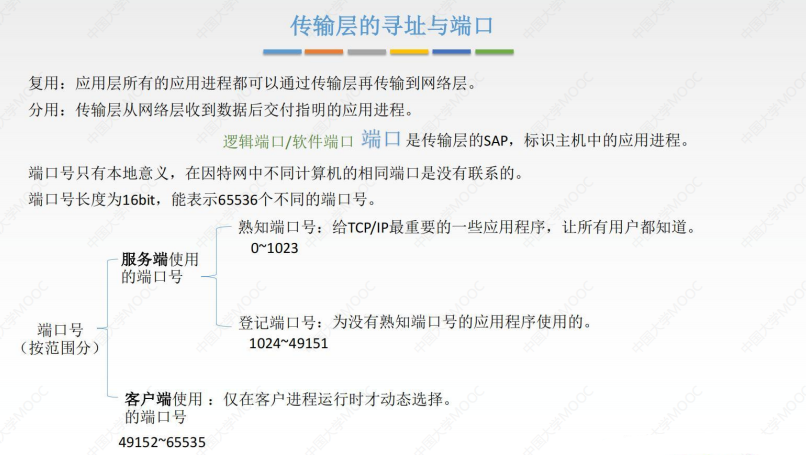 传输层的寻址与端口
复用：应用层所有的应用进程都可以通过传输层再传输到网络层。
分用：传输层从网络层收到数据后交付指明的应用进程。
逻辑端口/软件端口 端口 是传输层的SAP，标识主机中的应用进程。
端口号只有本地意义，在因特网中不同计算机的相同端口是没有联系的。
端口号长度为16bit，能表示65536个不同的端口号。
熟知端口号：给TCP/IP最重要的一些应用程序，让所有用户都知道。
0~1023
服务端使用
的端口号
登记端口号：为没有熟知端口号的应用程序使用的。
1024~49151
端口号
（按范围分）
客户端使用 ：仅在客户进程运行时才动态选择。
的端口号
49152~65535
中国大学MOOC